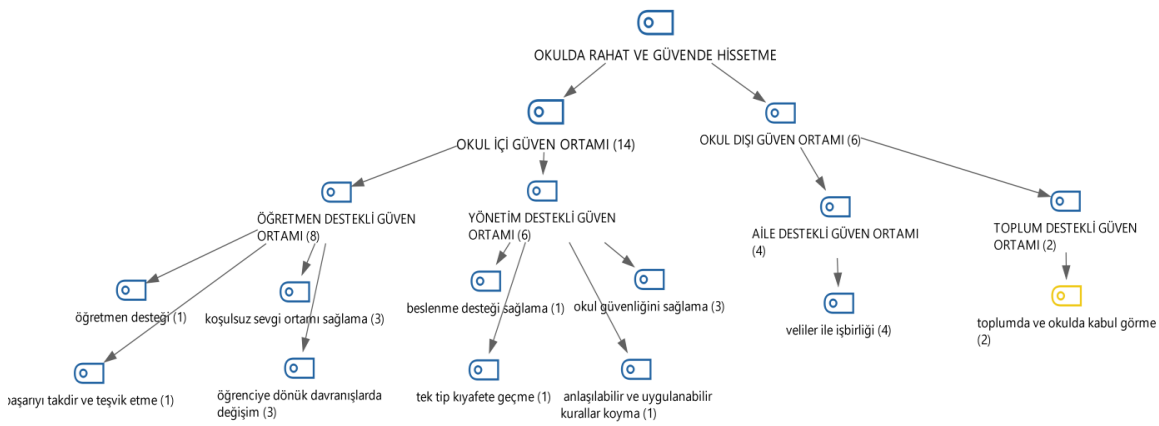 OKULDA RAHAT VE GÜVENDE HİSSETME
OKUL İÇİ GÜVEN ORTAMI (14)
OKUL DIŞI GÜVEN ORTAMI (6)
ÖĞRETMEN DESTEKLİ GÜVEN
ORTAMI (8)
YÖNETİM DESTEKLİ GÜVEN
ORTAMI (6)
AİLE DESTEKLİ GÜVEN ORTAMI
(4)
TOPLUM DESTEKLİ GÜVEN
ORTAMI (2)
öğretmen desteği (1)
koşulsuz sevgi ortamı sağlama (3)
beslenme desteği sağlama (1)
okul güvenliğini sağlama (3)
veliler ile işbirliği (4)
toplumda ve okulda kabul görme
(2)
başarıyı takdir ve teşvik etme (1)
öğrenciye dönük davranışlarda
değişim (3)
tek tip kıyafete geçme (1)
anlaşılabilir ve uygulanabilir
kurallar koyma (1)